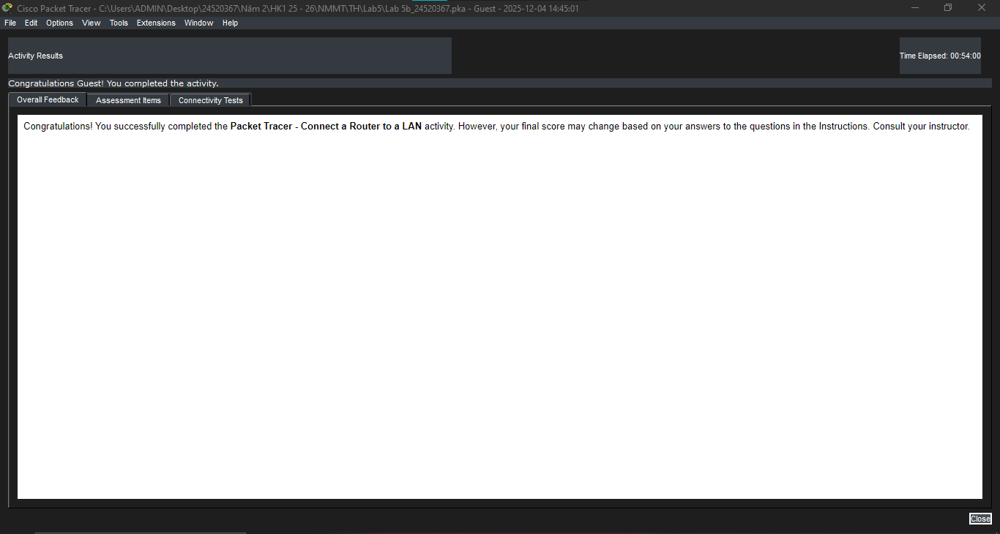 Cisco Packet Tracer - C:\Users\ADMIN\Desktop\24520367\Năm 2\HK1 25 - 26\NMMT\TH\Lab5\Lab 5b_24520367.pka - Guest - 2025-12-04 14:45:01
File Edit Options View Tools Extensions Window Help
Activity Results
Time Elapsed: 00:54:00
Congratulations Guest! You completed the activity.
Overall Feedback Assessment Items Connectivity Tests
Congratulations! You successfully completed the Packet Tracer - Connect a Router to a LAN activity. However, your final score may change based on your answers to the questions in the Instructions. Consult your instructor.
Close